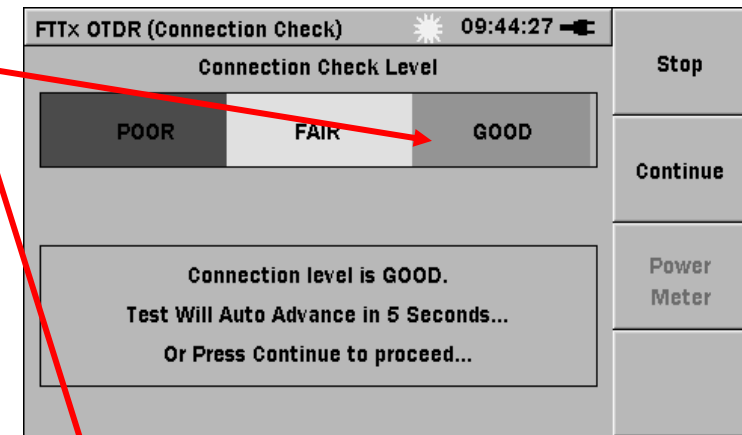 FTTx OTDR (Connection Check) 09:44:27
Connection Check Level
POOR FAIR GOOD
Connection level is GOOD.
Test Will Auto Advance in 5 Seconds...
Or Press Continue to proceed...
Stop
Continue
Power
Meter